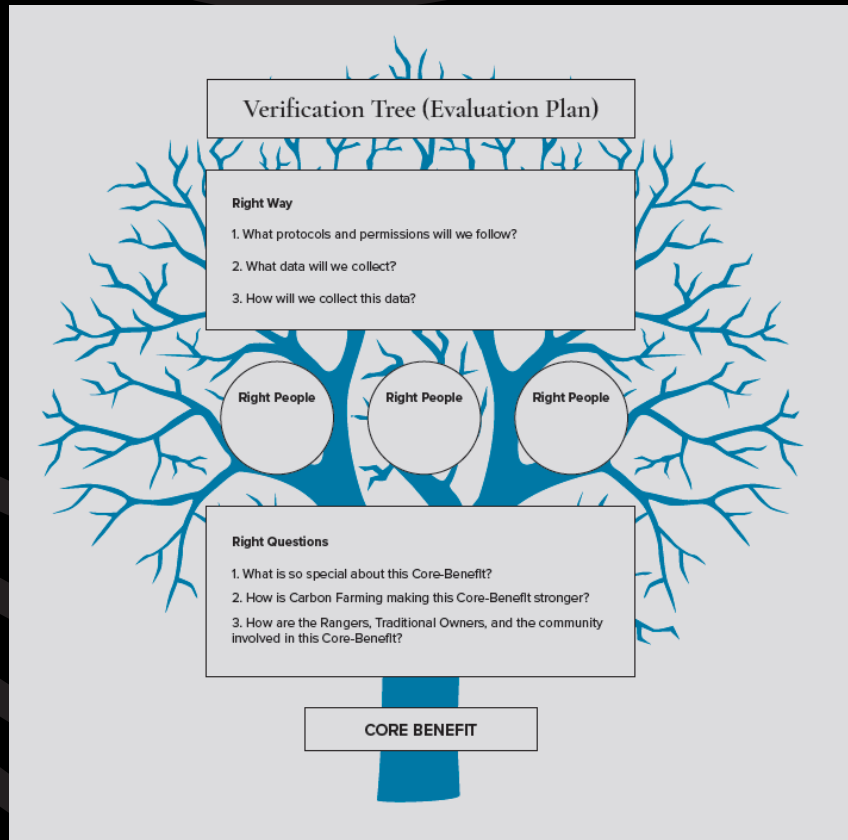 Verification Tree (Evaluation Plan)
Right Way
1. What protocols and permissions will we follow?
2. What data will we collect?
3. How will we collect this data?
Right People
Right People
Right People
Right Questions
1. What is so special about this Core-Benefit?
2. How is Carbon Farming making this Core-Benefit stronger?
3. How are the Rangers, Traditional Owners, and the community
involved in this Core-Benefit?
CORE BENEFIT